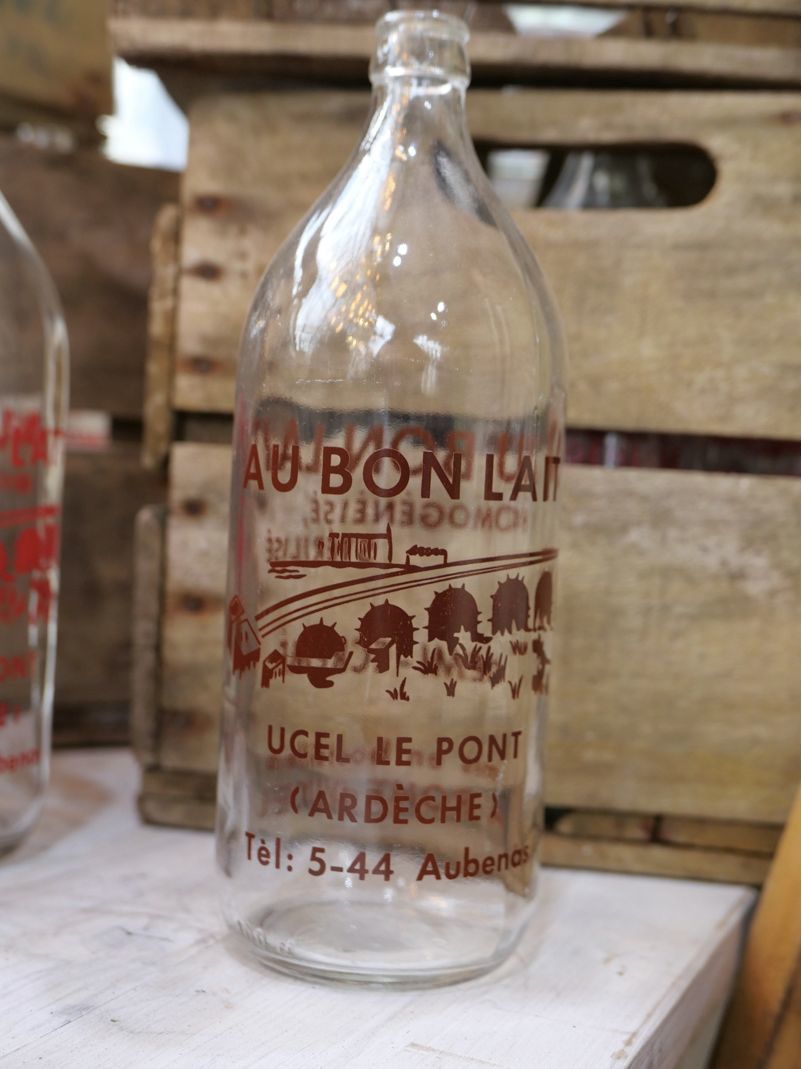 AU BON LAIT
UCEL LE PONT
(ARDÈCHE)
Tèl: 5-44 Aubenas